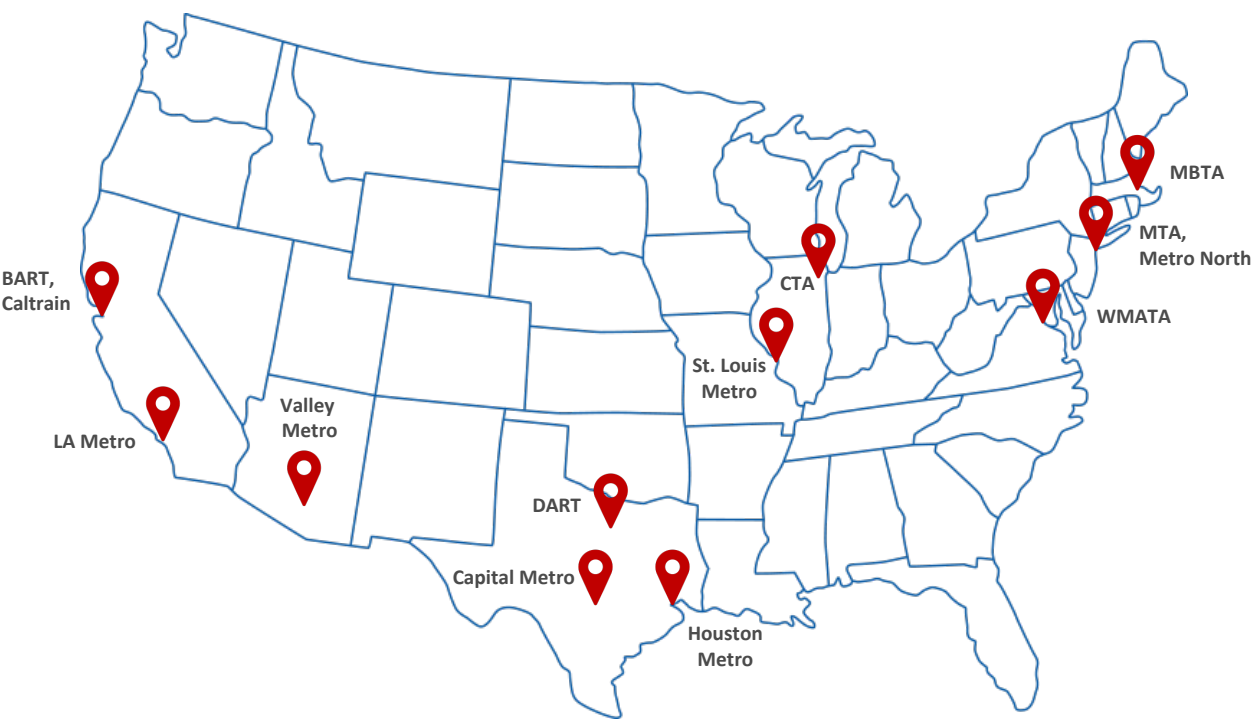 MBTA
MTA,
Metro North
BART,
Caltrain
CTA
WMATA
St. Louis
Metro
Valley
Metro
LA Metro
DART
Capital Metro
Houston
Metro